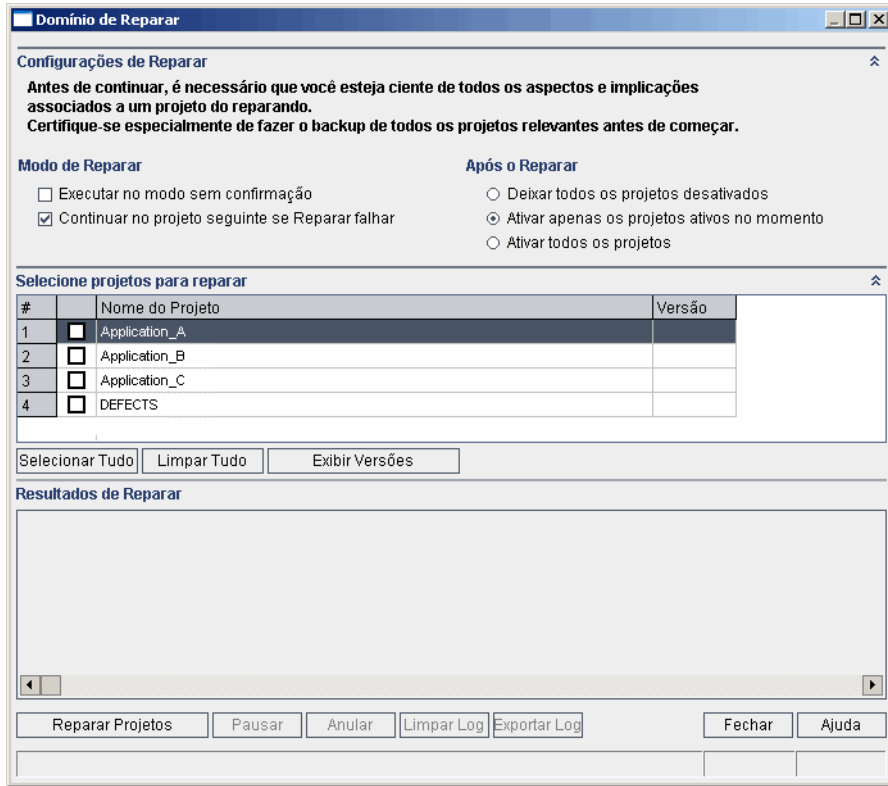 Domínio de Reparar
Configurações de Reparar
Antes de continuar, é necessário que você esteja ciente de todos os aspectos e implicações
associados a um projeto do reparando.
Certifique-se especialmente de fazer o backup de todos os projetos relevantes antes de começar.
Modo de Reparar
Executar no modo sem confirmação
Continuar no projeto seguinte se Reparar falhar
Após o Reparar
Deixar todos os projetos desativados
Ativar apenas os projetos ativos no momento
Ativar todos os projetos
Selecione projetos para reparar
# Nome do Projeto Versão
1 Application_A
2 Application_B
3 Application_C
4 DEFECTS
Selecionar Tudo Limpar Tudo Exibir Versões
Resultados de Reparar
Reparar Projetos Pausar Anular Limpar Log Exportar Log Fechar Ajuda